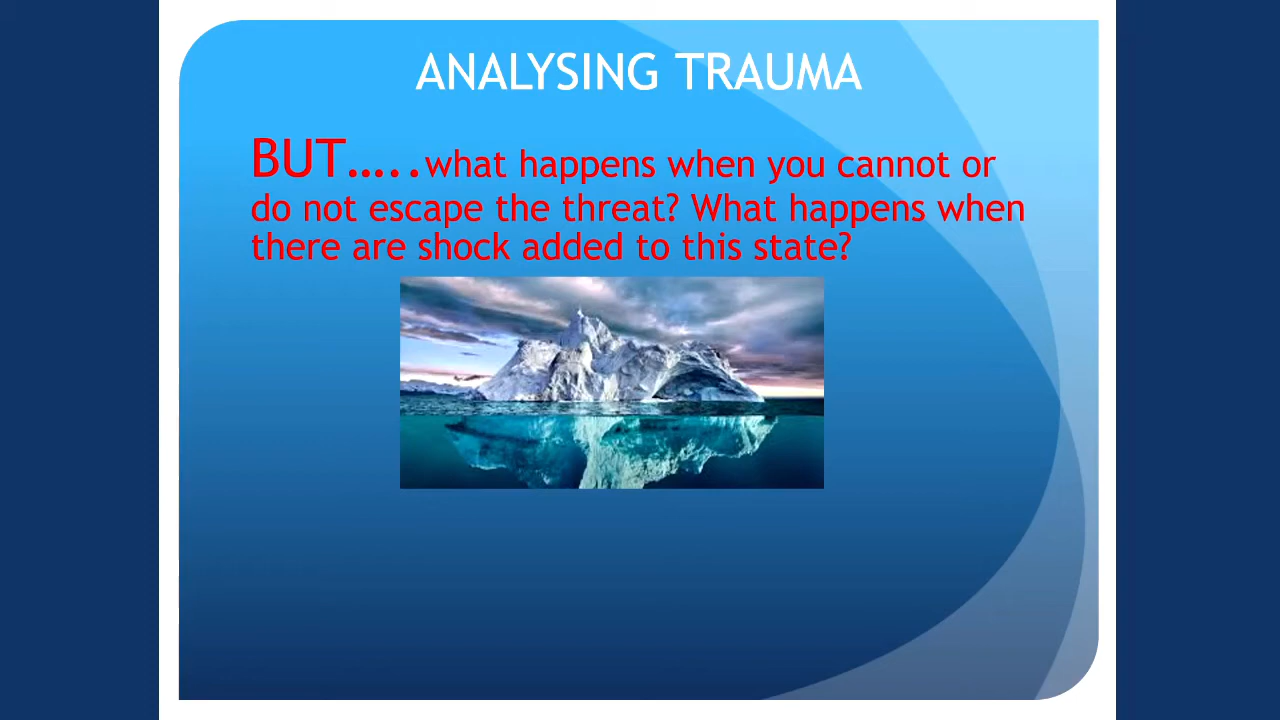 ANALYSING TRAUMA
BUT…..what happens when you cannot or
do not escape the threat? What happens when
there are shock added to this state?